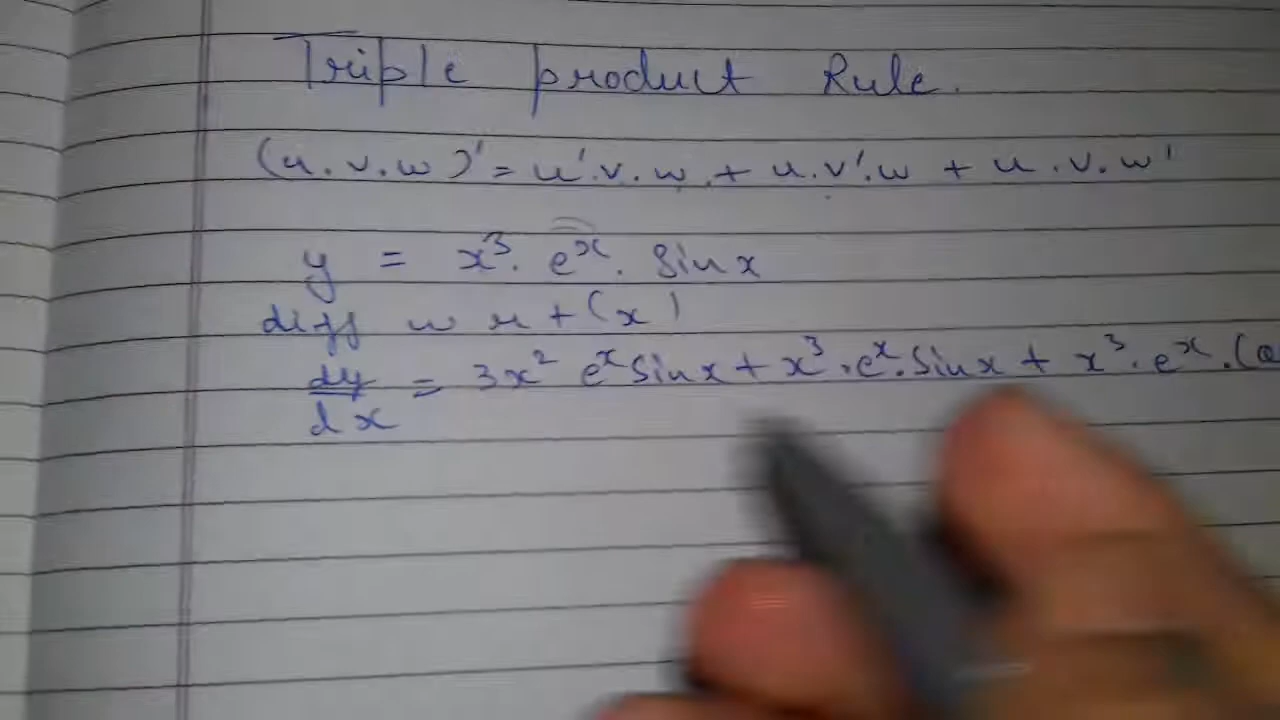 Triple product Rule.
(u.v.w)' = u'.v.w + u.v'.w + u.v.w'
y = x³. eˣ. Sin x
diff w r t (x)
dy/dx = 3x² eˣ Sin x + x³.eˣ.Sin x + x³.eˣ.(